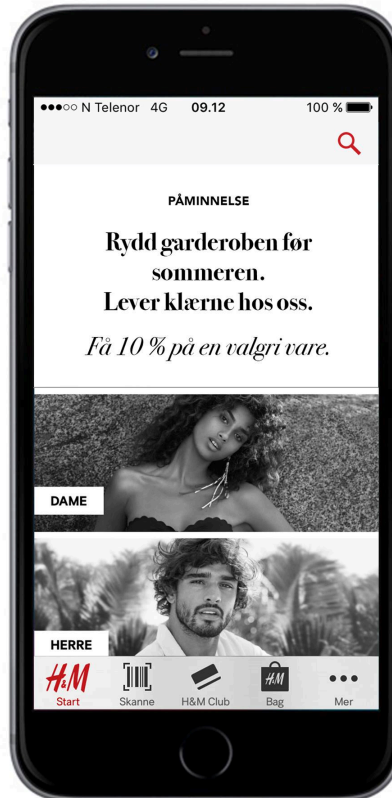 N Telenor 4G 09.12 100 %
PÅMINNELSE
Rydd garderoben før
sommeren.
Lever klærne hos oss.
Få 10 % på en valgri vare.
DAME
HERRE
H&M
H&M
Start
Skanne
H&M Club
Bag
Mer